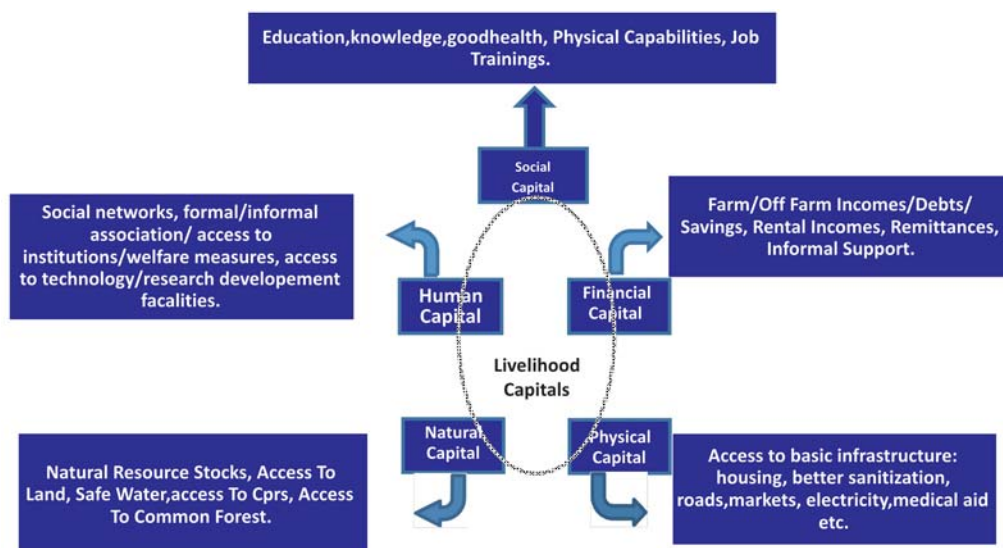 Education,knowledge,goodhealth, Physical Capabilities, Job
Trainings.
Social
Capital
Social networks, formal/informal
association/ access to
institutions/welfare measures, access
to technology/research developement
facalities.
Farm/Off Farm Incomes/Debts/
Savings, Rental Incomes, Remittances,
Informal Support.
Human
Capital
Financial
Capital
Livelihood
Capitals
Natural
Capital
Physical
Capital
Natural Resource Stocks, Access To
Land, Safe Water,access To Cprs, Access
To Common Forest.
Access to basic infrastructure:
housing, better sanitization,
roads,markets, electricity,medical aid
etc.